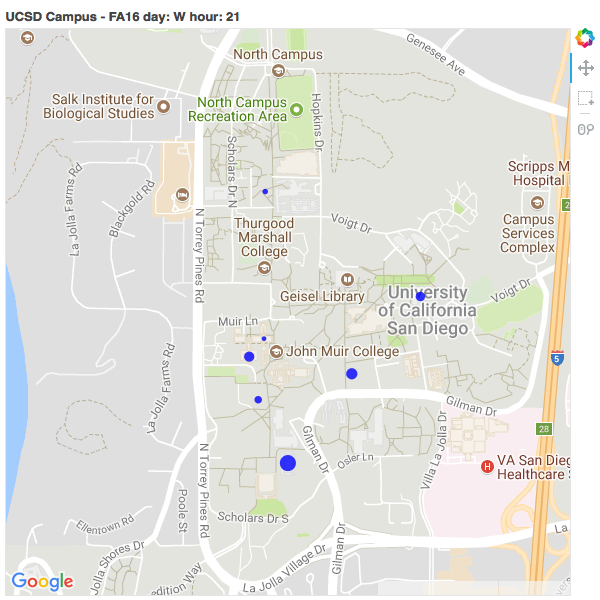 UCSD Campus - FA16 day: W hour: 21
Genesee Ave
North Campus
Salk Institute for
Biological Studies
North Campus
Recreation Area
Hopkins Dr
Scholars Dr N
Scripps M
Hospital
La Jolla Farms Rd
Blackgold Rd
2
N Torrey Pines Rd
Voigt Dr
Campus
Services
Complex
Thurgood
Marshall
College
Geisel Library
University
of California
San Diego
Voigt Dr
Muir Ln
John Muir College
5
La Jolla Farms Rd
Gilman Dr
28
Gilman Dr
Villa La Jolla Dr
Osler Ln
H
VA San Dieg
Healthcare
N Torrey Pines Rd
Poole St
Ellentown Rd
Scholars Dr S
Gilman Dr
La
La Jolla Shores Dr
La Jolla Village Dr
edition Way
Google